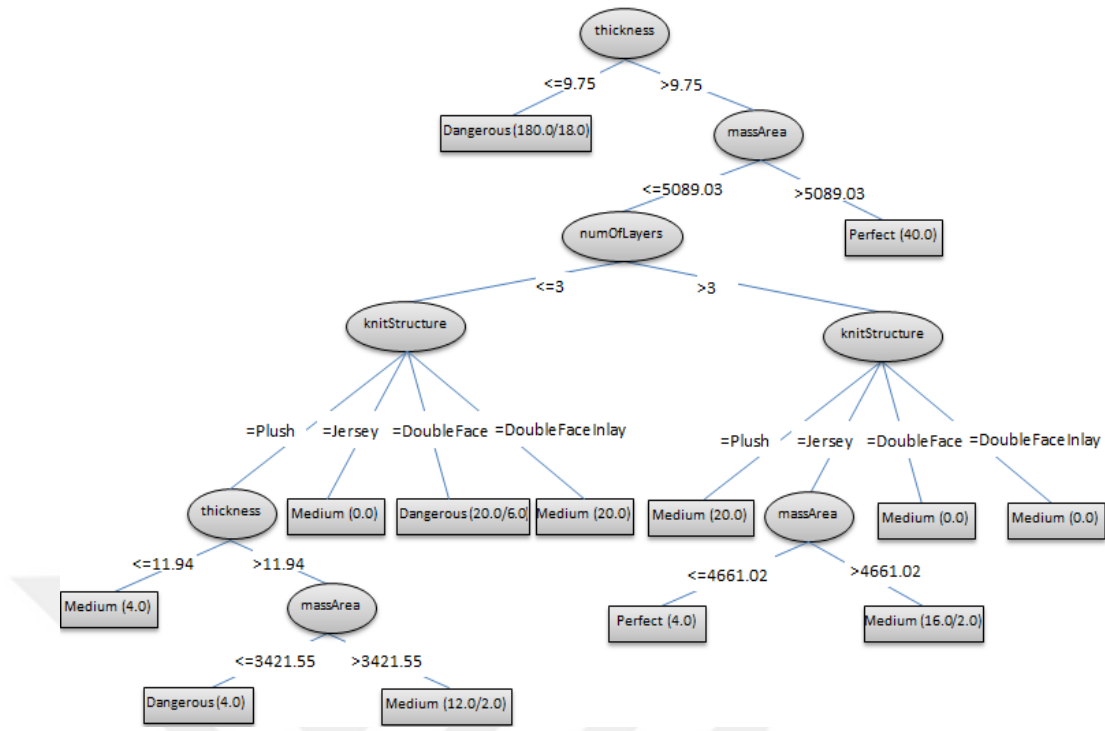 thickness
<=9.75
>9.75
Dangerous (180.0/18.0)
massArea
<=5089.03
>5089.03
numOfLayers
Perfect (40.0)
<=3
>3
knitStructure
knitStructure
=Plush
=Jersey
=DoubleFace
=DoubleFaceInlay
=Plush
=Jersey
=DoubleFace
=DoubleFaceInlay
thickness
Medium (0.0)
Dangerous (20.0/6.0)
Medium (20.0)
Medium (20.0)
massArea
Medium (0.0)
Medium (0.0)
<=11.94
>11.94
<=4661.02
>4661.02
Medium (4.0)
massArea
Perfect (4.0)
Medium (16.0/2.0)
<=3421.55
>3421.55
Dangerous (4.0)
Medium (12.0/2.0)